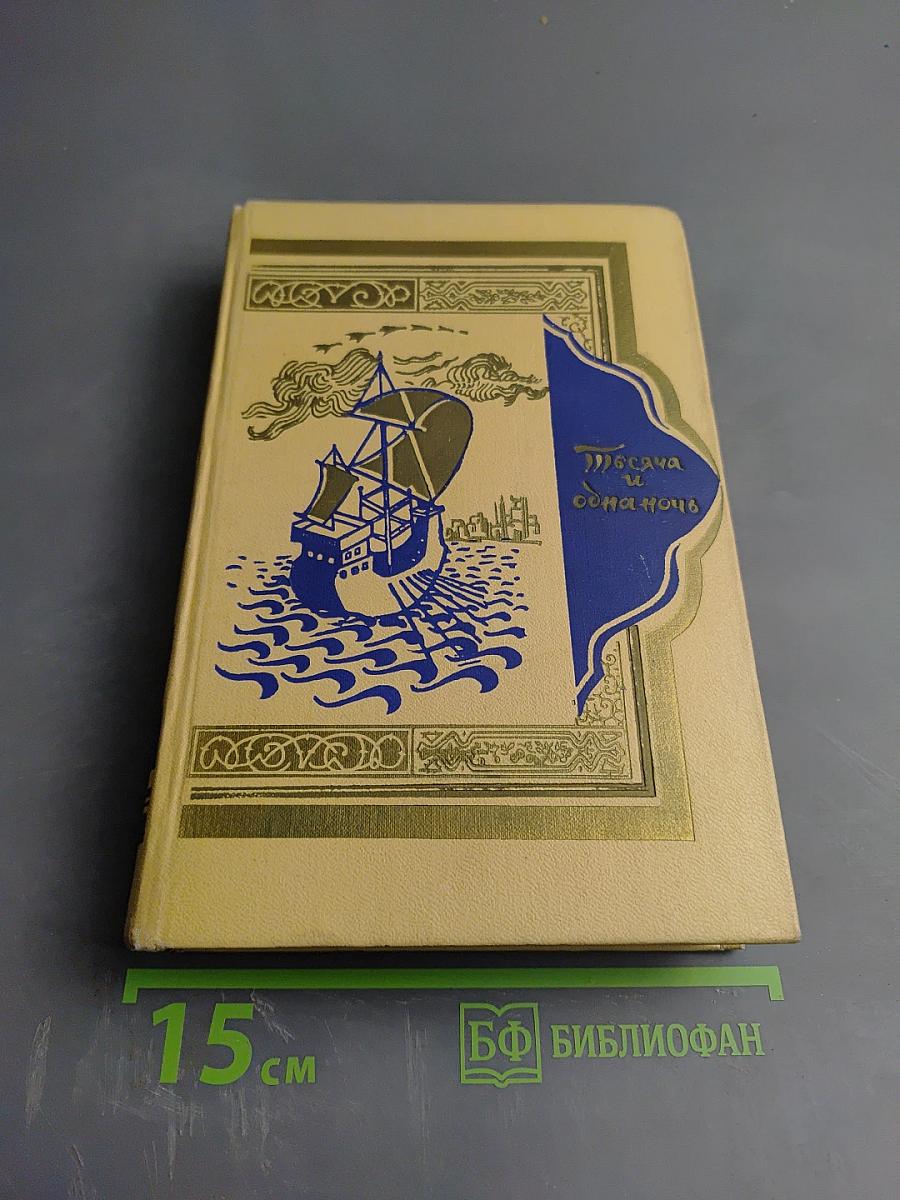 Тысяча
и
одна ночь
15 см
БФ БИБЛИОФАН